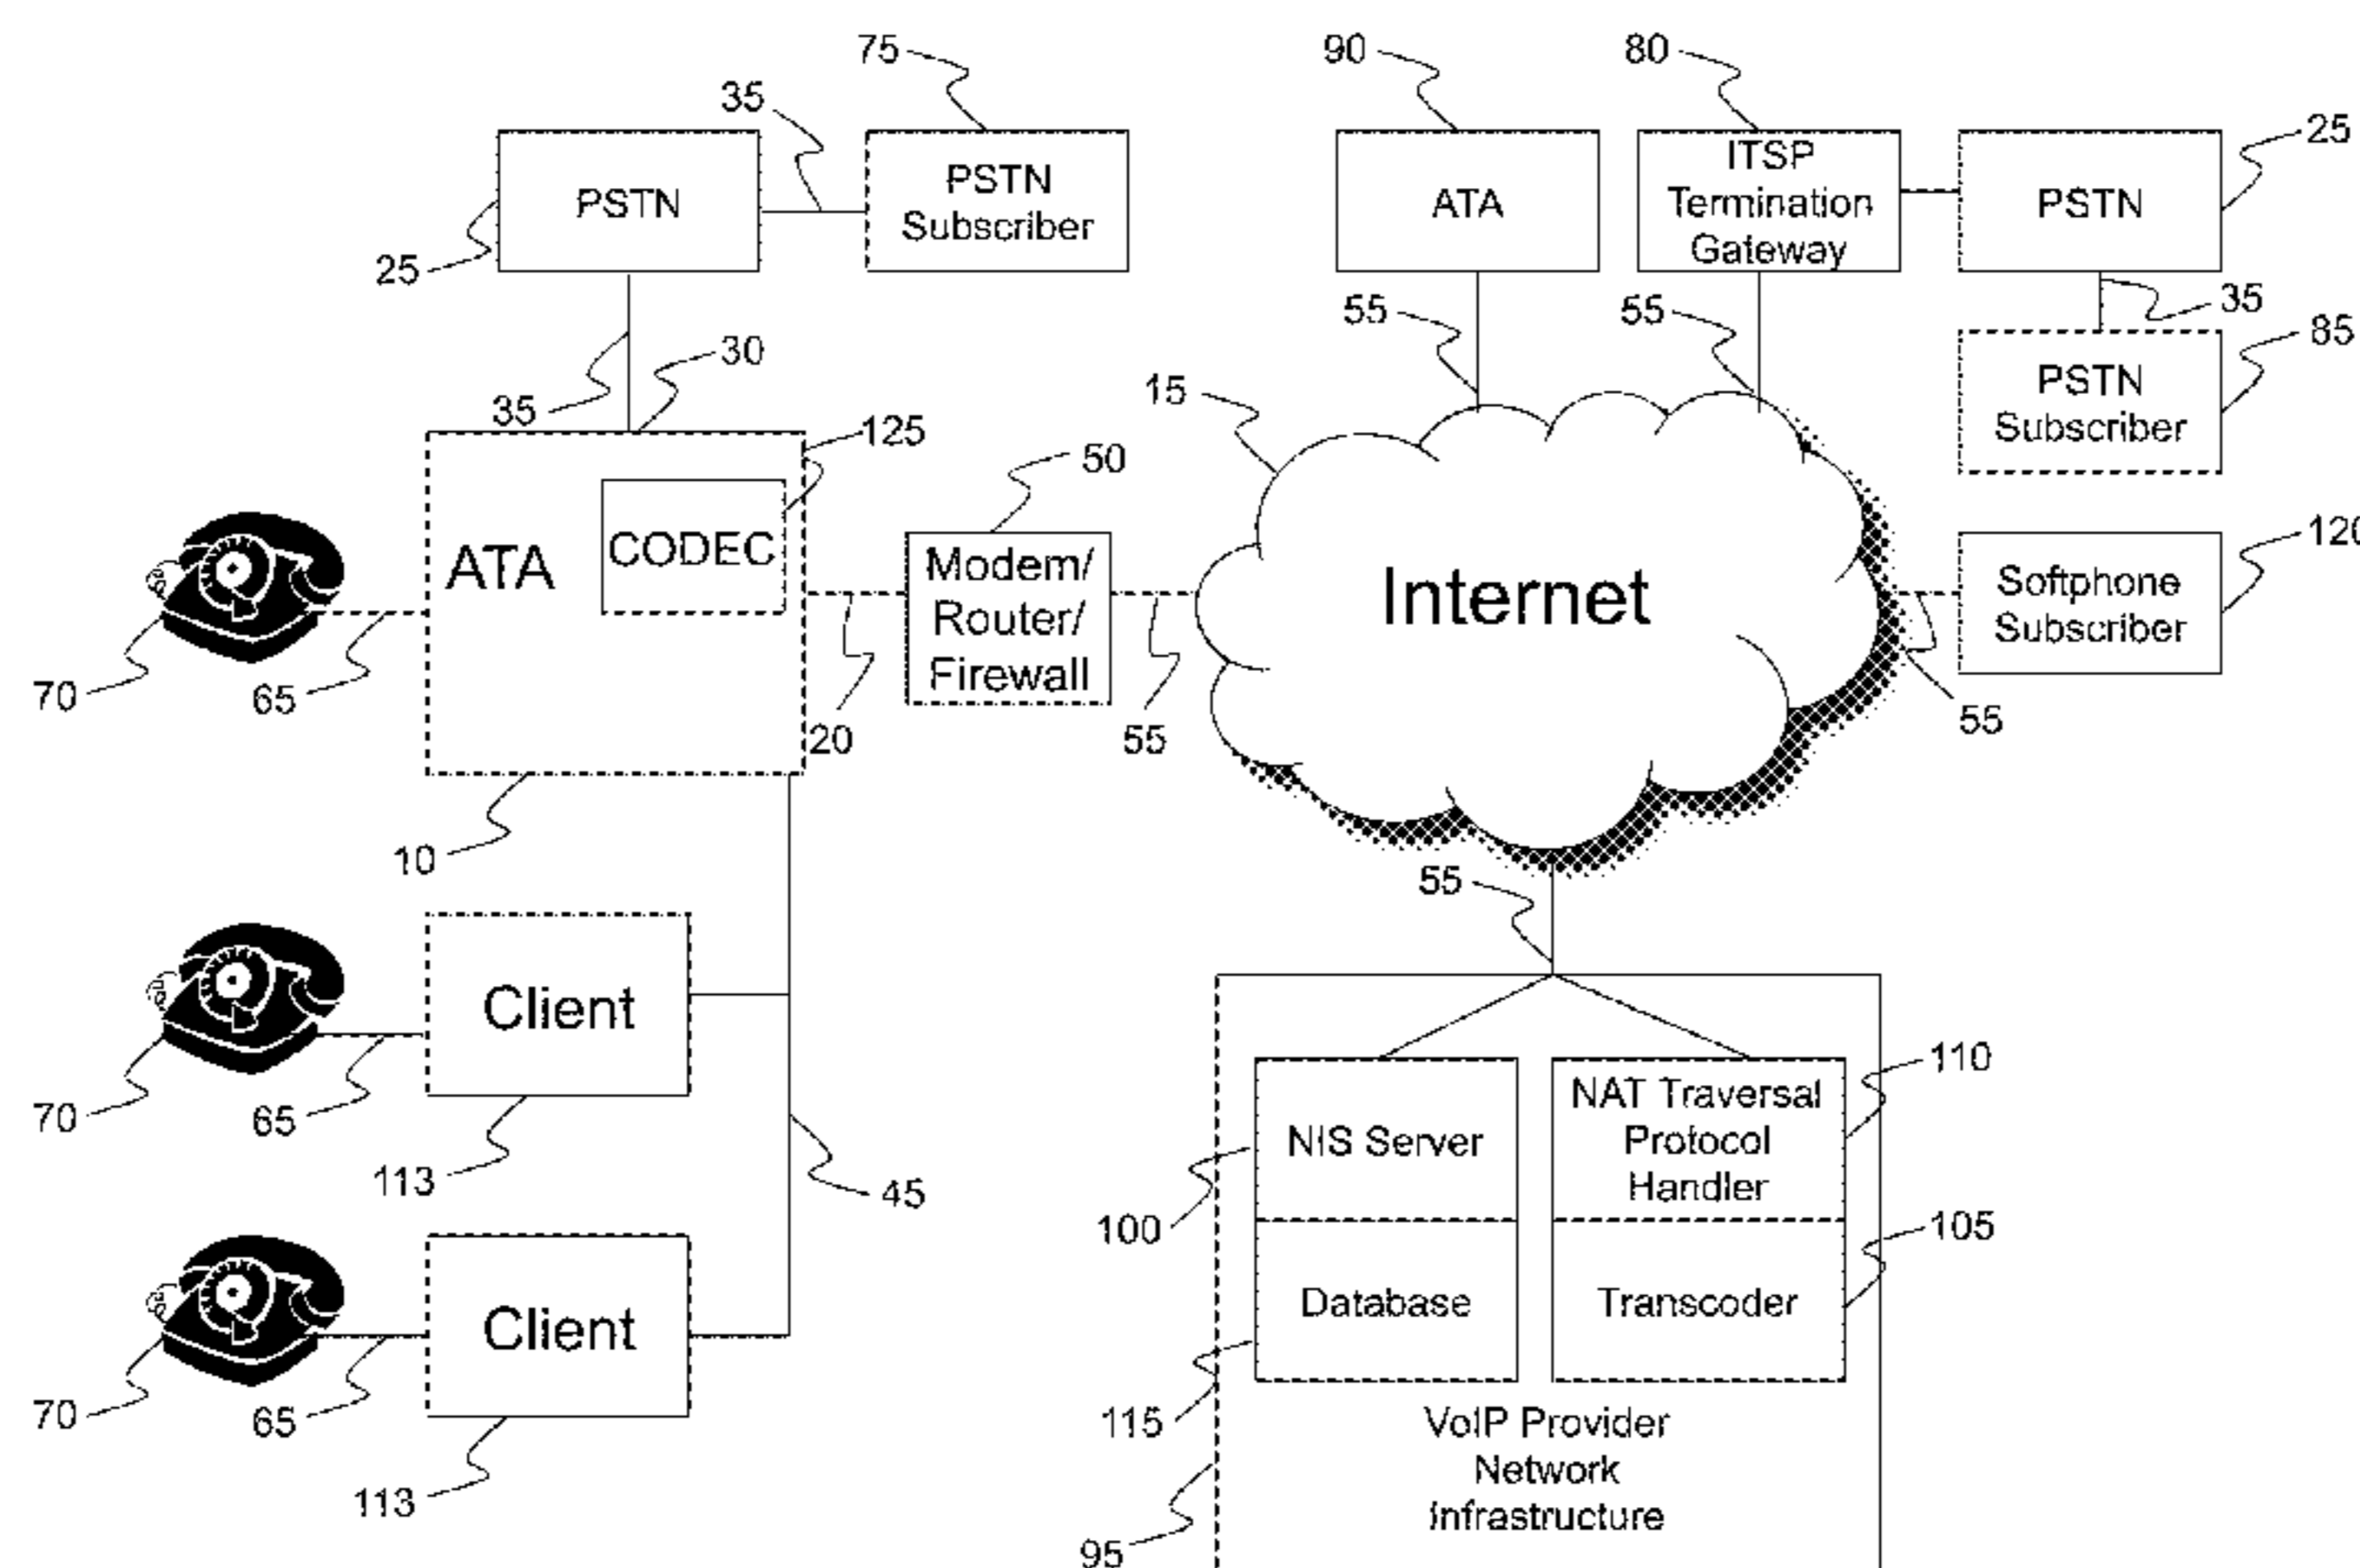 75
90
80
35
25
PSTN
PSTN
Subscriber
ATA
ITSP
Termination
Gateway
PSTN
25
55
55
35
85
PSTN
Subscriber
35
30
125
15
50
ATA
CODEC
Modem/
Router/
Firewall
Internet
Softphone
Subscriber
120
70
65
20
55
55
10
55
Client
70
65
113
45
NIS Server
NAT Traversal
Protocol
Handler
110
100
105
Database
Transcoder
Client
70
65
113
115
VoIP Provider
Network
Infrastructure
95